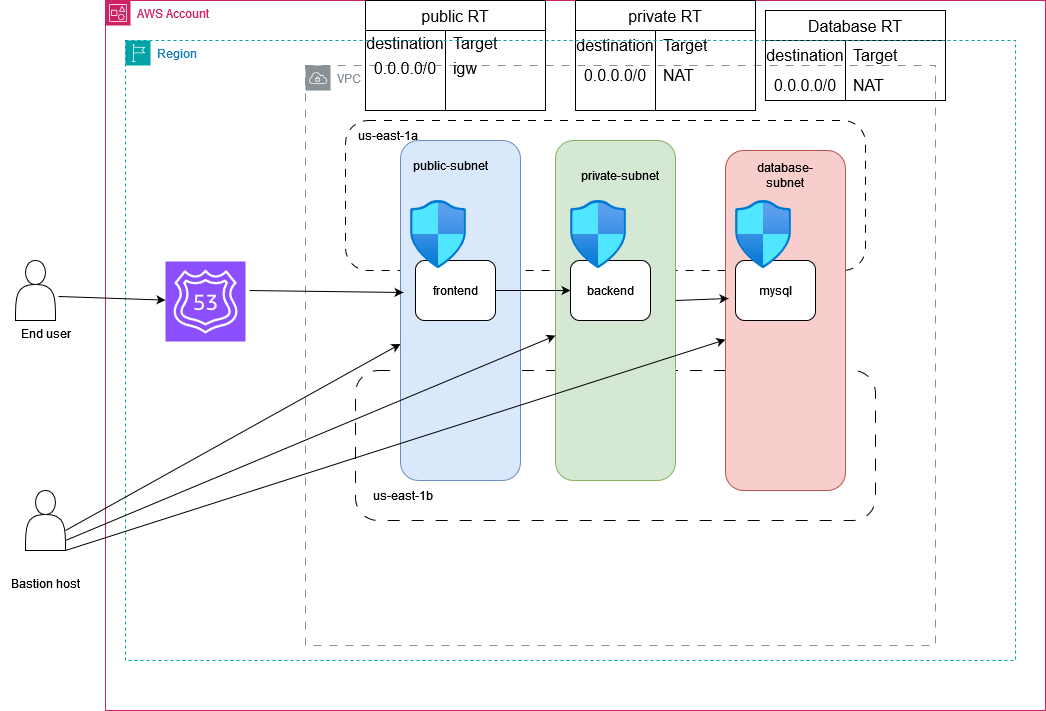 AWS Account
Region
VPC
public RT
destination Target
0.0.0.0/0 igw
private RT
destination Target
0.0.0.0/0 NAT
Database RT
destination Target
0.0.0.0/0 NAT
us-east-1a
public-subnet
private-subnet
database-
subnet
End user
53
frontend
backend
mysql
us-east-1b
Bastion host